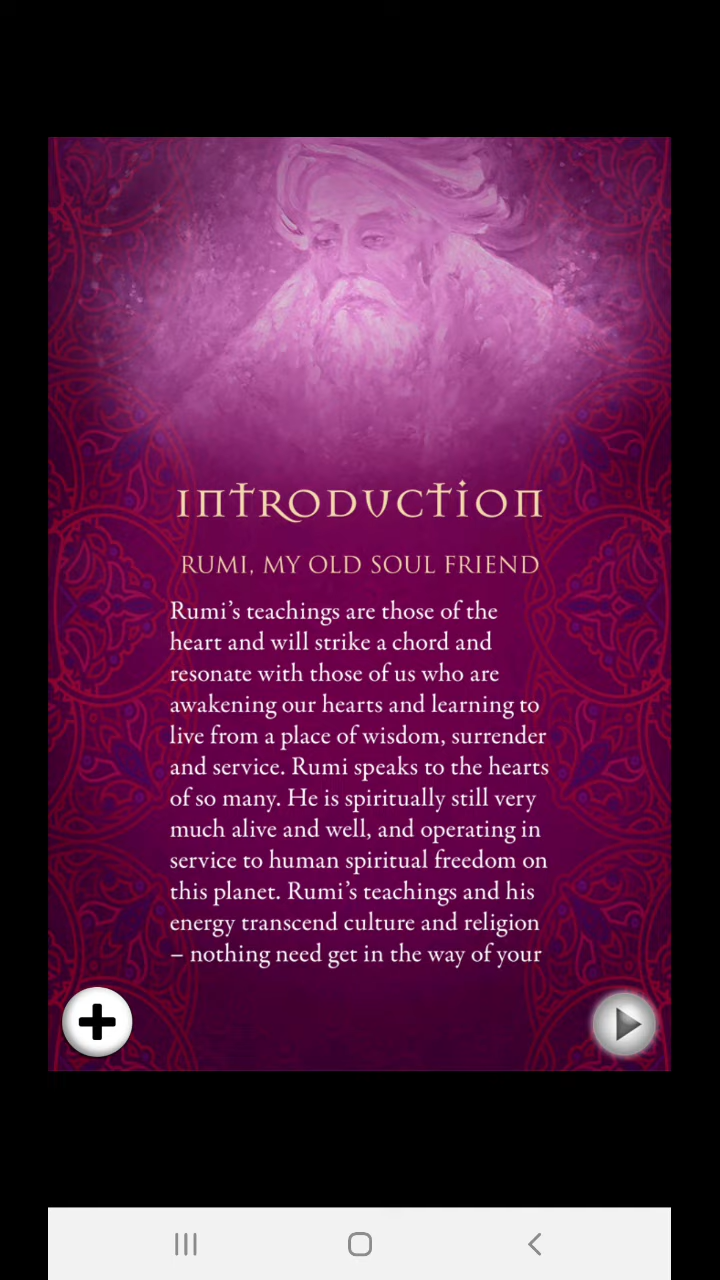 INTRODUCTION
RUMI, MY OLD SOUL FRIEND
Rumi’s teachings are those of the
heart and will strike a chord and
resonate with those of us who are
awakening our hearts and learning to
live from a place of wisdom, surrender
and service. Rumi speaks to the hearts
of so many. He is spiritually still very
much alive and well, and operating in
service to human spiritual freedom on
this planet. Rumi’s teachings and his
energy transcend culture and religion
– nothing need get in the way of your